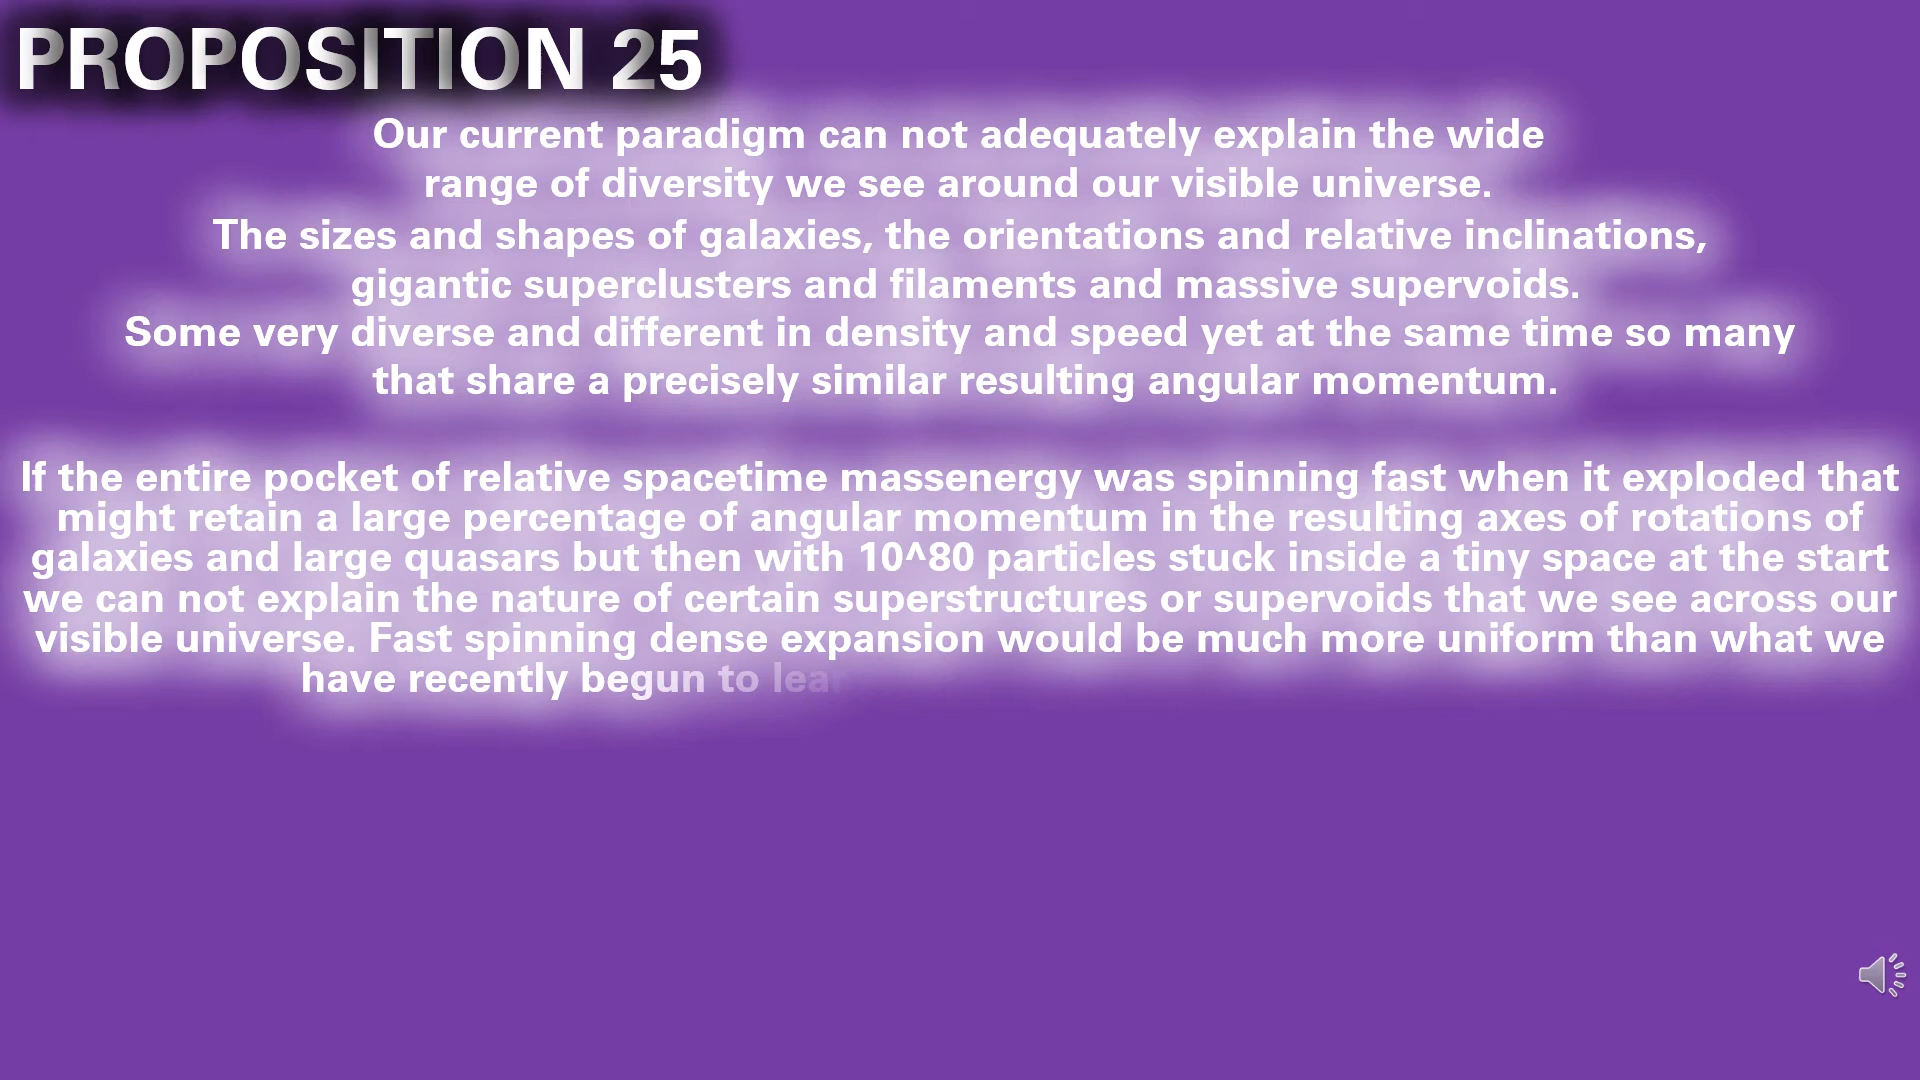 PROPOSITION 25
Our current paradigm can not adequately explain the wide
range of diversity we see around our visible universe.
The sizes and shapes of galaxies, the orientations and relative inclinations,
gigantic superclusters and filaments and massive supervoids.
Some very diverse and different in density and speed yet at the same time so many
that share a precisely similar resulting angular momentum.
If the entire pocket of relative spacetime massenergy was spinning fast when it exploded that
might retain a large percentage of angular momentum in the resulting axes of rotations of
galaxies and large quasars but then with 10^80 particles stuck inside a tiny space at the start
we can not explain the nature of certain superstructures or supervoids that we see across our
visible universe. Fast spinning dense expansion would be much more uniform than what we
have recently begun to